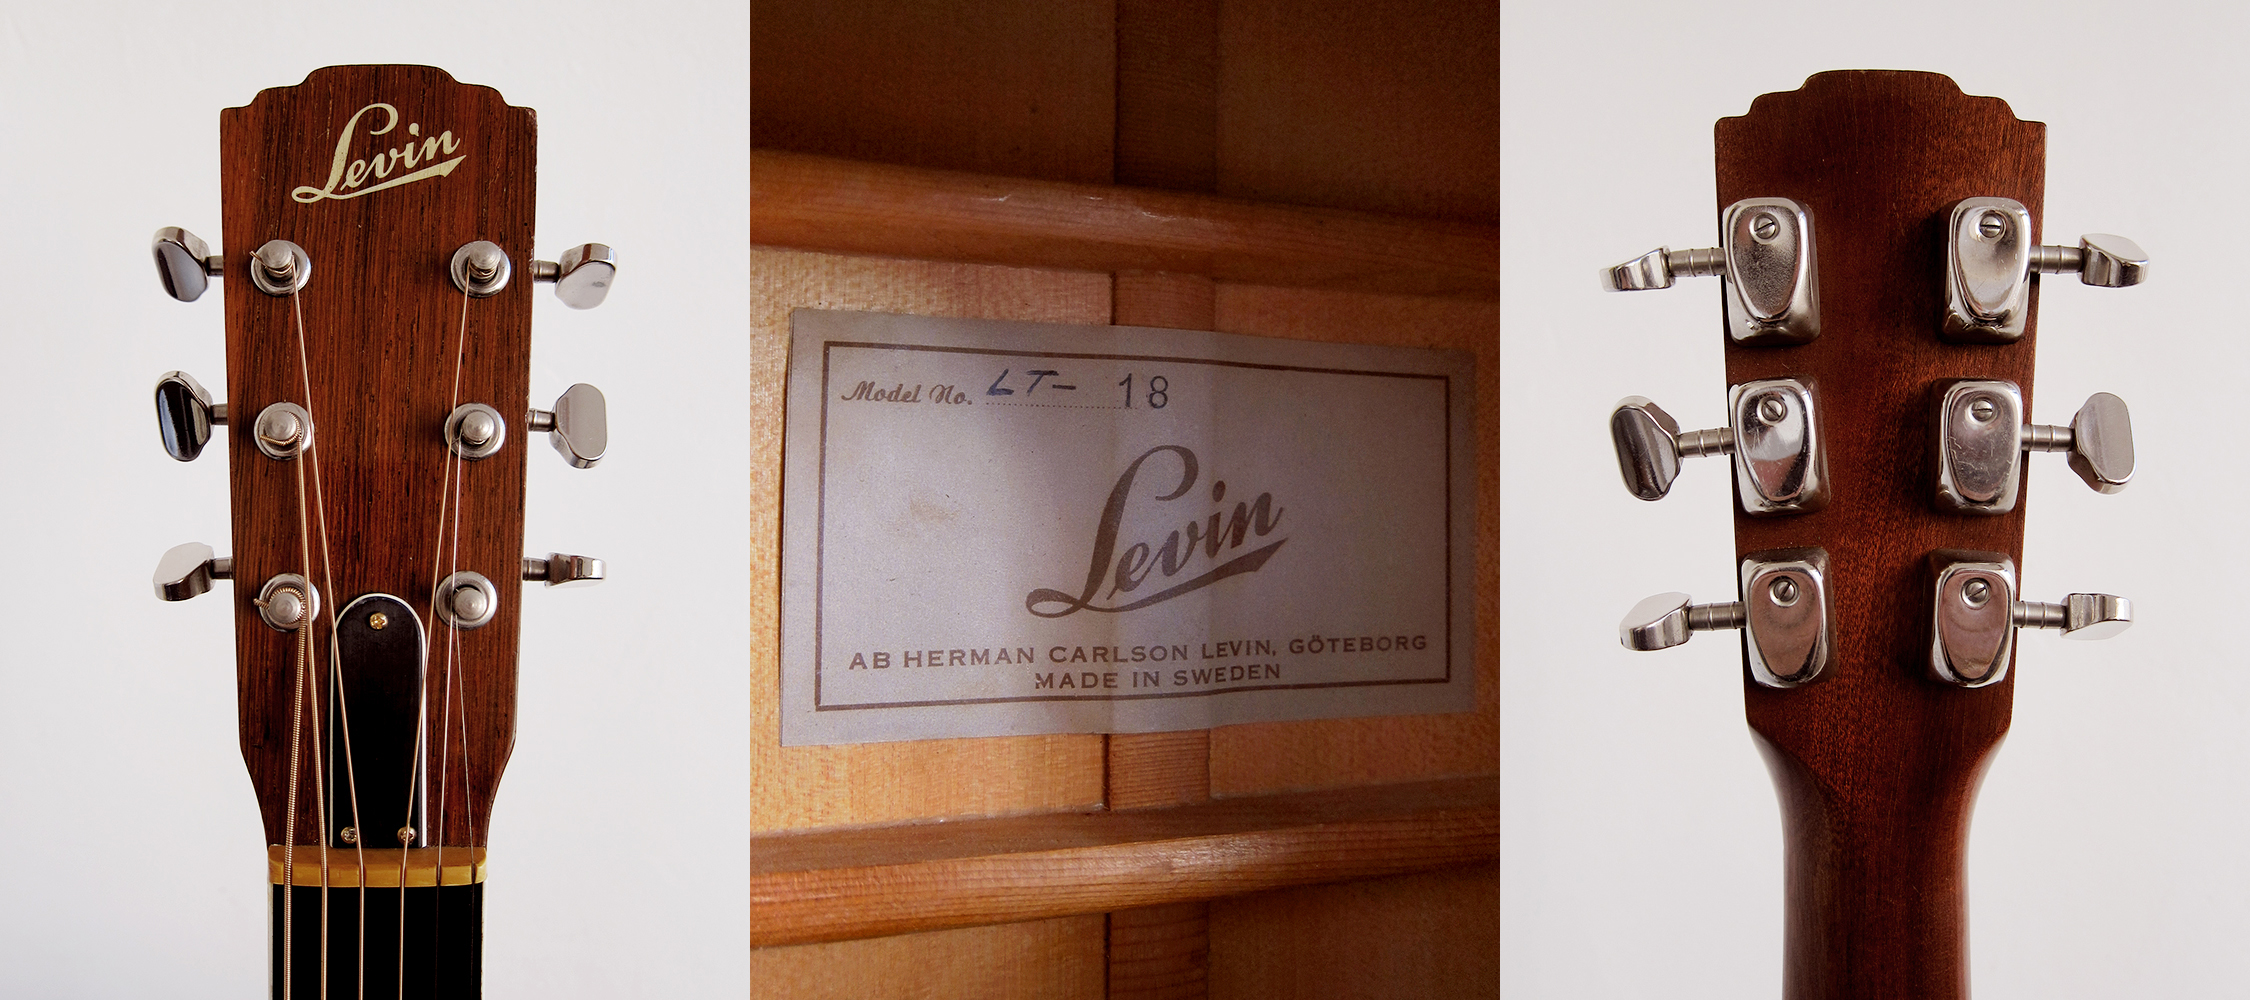 Levin
Model No. LT- 18
Levin
AB HERMAN CARLSON LEVIN, GÖTEBORG
MADE IN SWEDEN